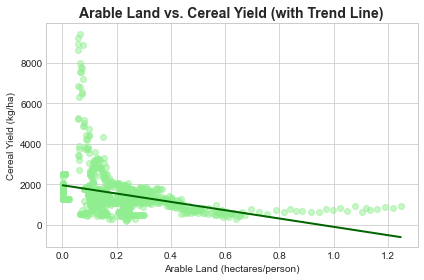 Arable Land vs. Cereal Yield (with Trend Line)
Cereal Yield (kg/ha)
8000
6000
4000
2000
0
0.0 0.2 0.4 0.6 0.8 1.0 1.2
Arable Land (hectares/person)